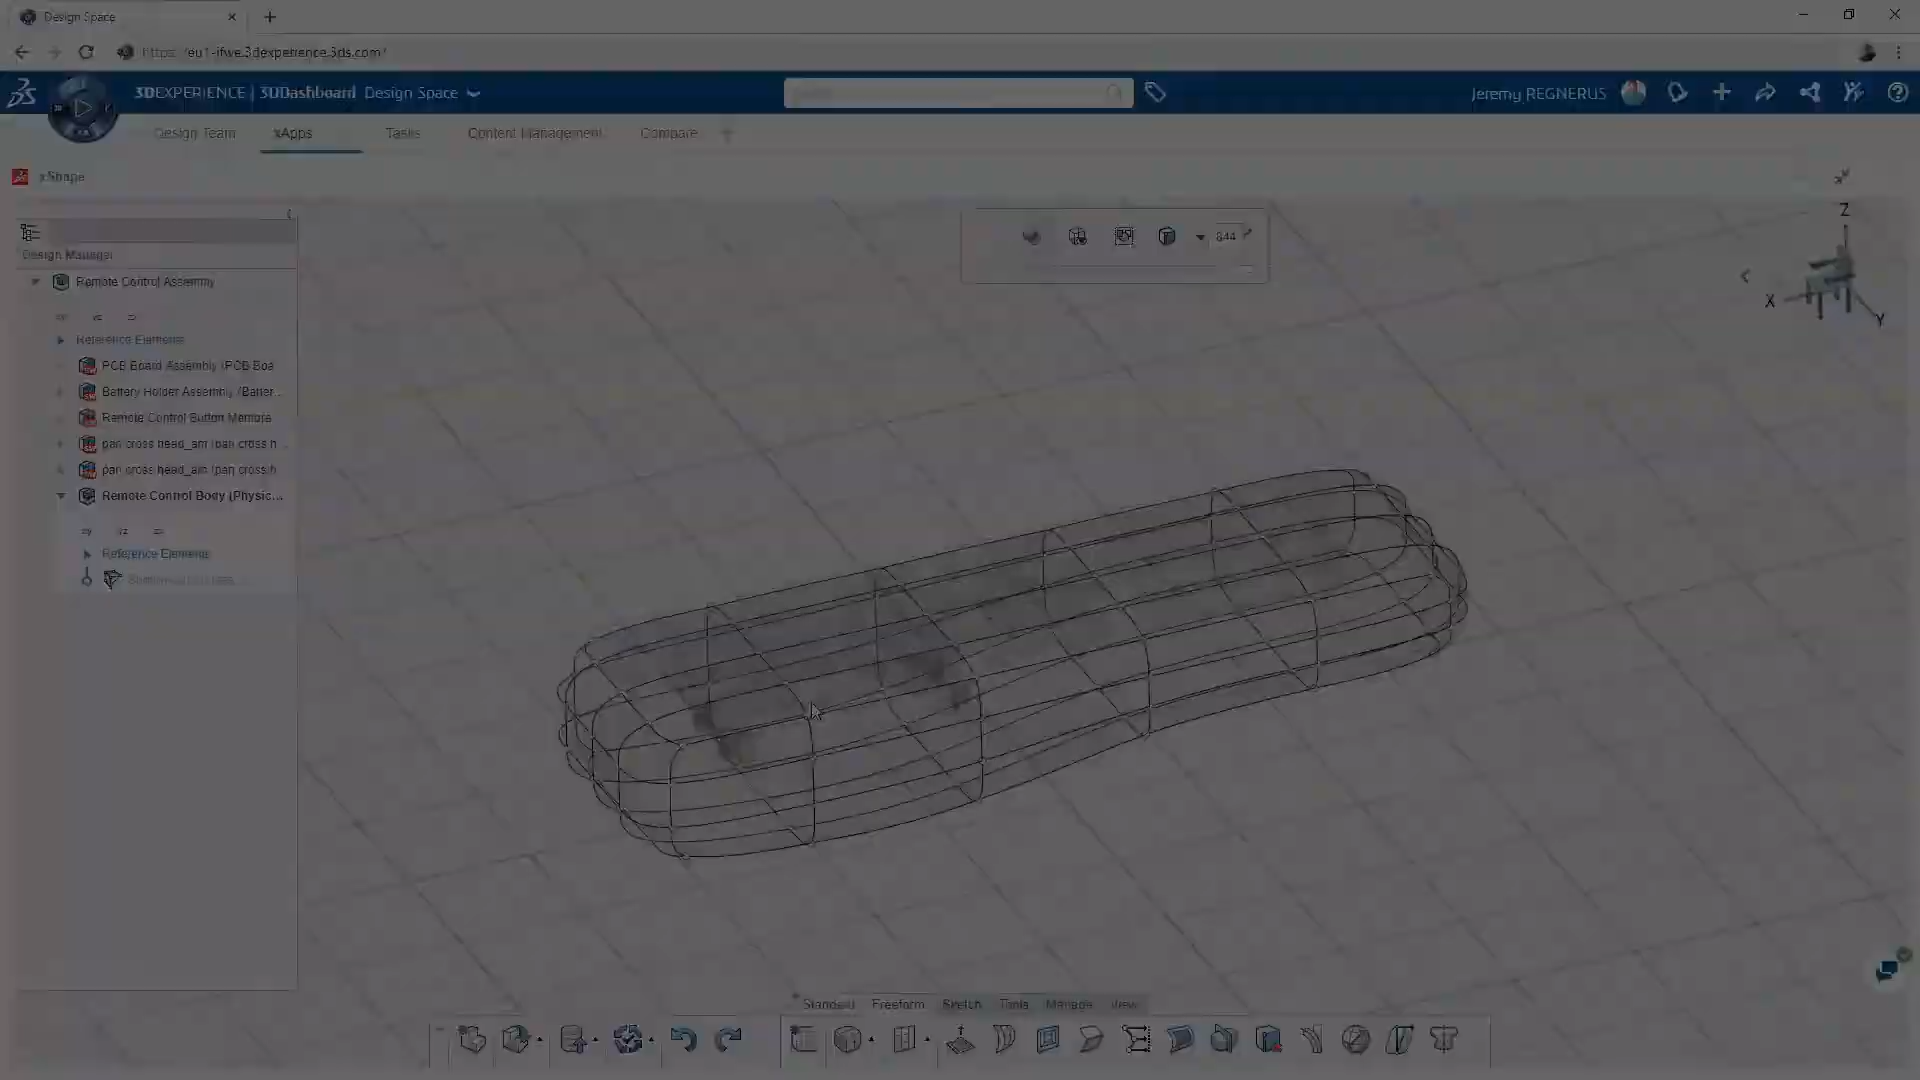 Design Space
https://eu1-ifwe.3dexperience.3ds.com/
3DEXPERIENCE | 3DDashboard Design Space
Jeremy REGNERUS
Design Team
xApps
Tasks
Content Management
Compare
xShape
Design Manager
844
Z
X
Y
Remote Control Assembly
Reference Elements
PCB Board Assembly (PCB Boa
Battery Holder Assembly (Batter...
Remote Control Button Membra
pan cross head_am (pan cross h...
pan cross head_am (pan cross h
Remote Control Body (Physic...
Reference Elements
Standard Freeform Sketch Tools Manage View